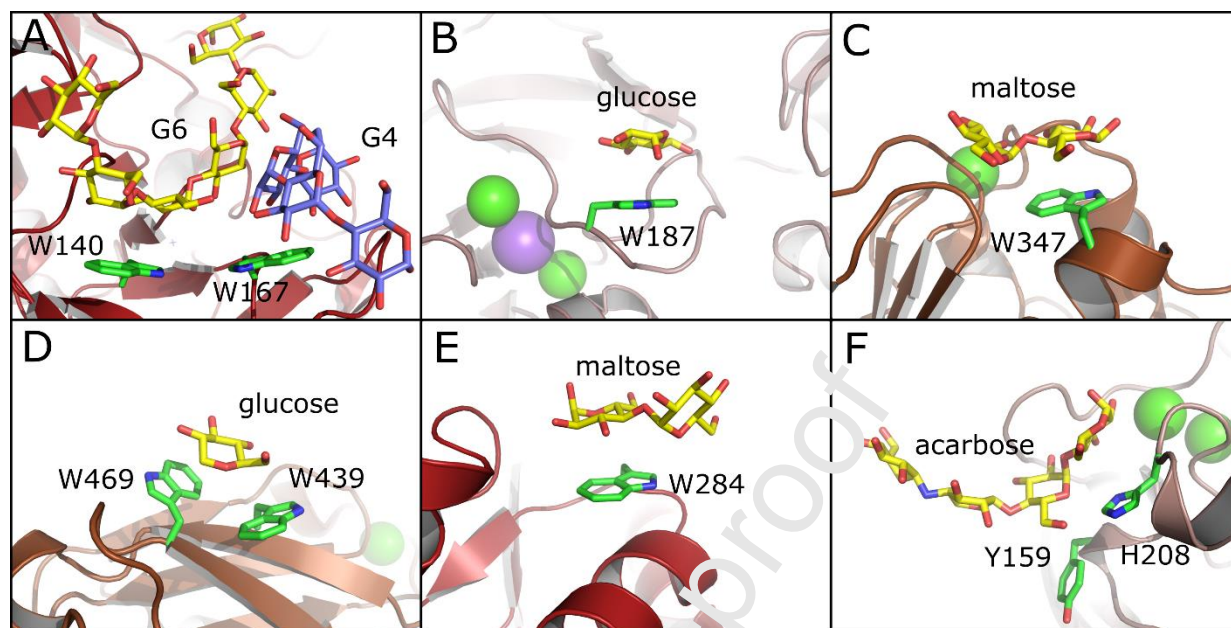 A
G6
G4
W140
W167
B
glucose
W187
C
maltose
W347
D
glucose
W469
W439
E
maltose
W284
F
acarbose
Y159
H208
proof